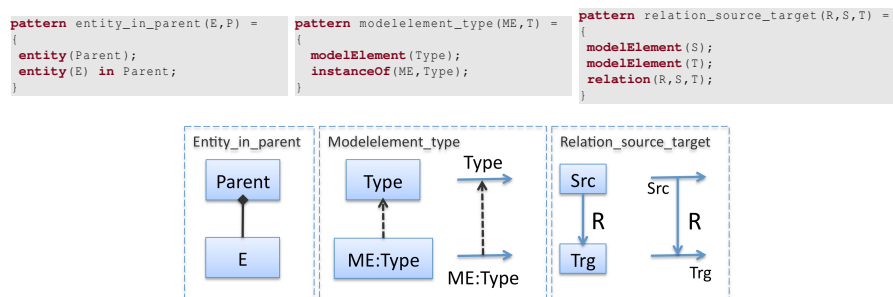 pattern entity_in_parent(E,P) =
{
entity(Parent);
entity(E) in Parent;
}
pattern modelelement_type(ME,T) =
{
modelElement(Type);
instanceOf(ME,Type);
}
pattern relation_source_target(R,S,T) =
{
modelElement(S);
modelElement(T);
relation(R,S,T);
}
Entity_in_parent
Parent
E
Modelelement_type
Type
Type
ME:Type
ME:Type
Relation_source_target
Src
Src
R
R
Trg
Trg